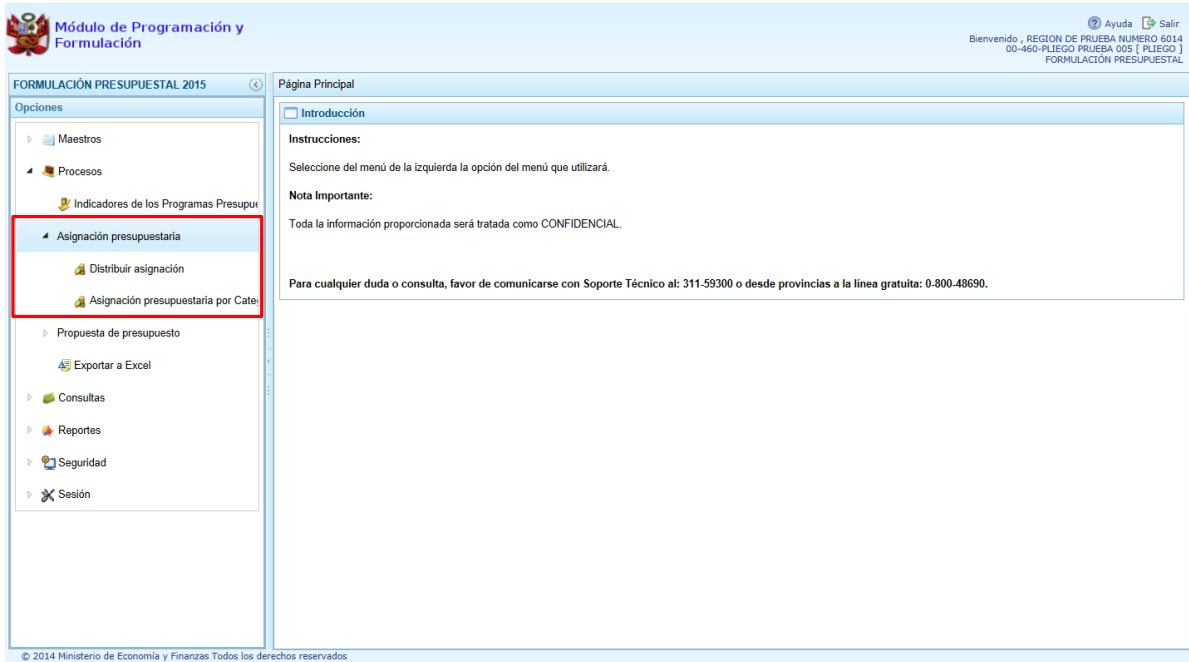 Módulo de Programación y
Formulación
Ayuda Salir
Bienvenido , REGION DE PRUEBA NUMERO 6014
00-460-PLIEGO PRUEBA 005 [ PLIEGO ]
FORMULACIÓN PRESUPUESTAL
FORMULACIÓN PRESUPUESTAL 2015
Opciones
Maestros
Procesos
Indicadores de los Programas Presupue
Asignación presupuestaria
Distribuir asignación
Asignación presupuestaria por Cate
Propuesta de presupuesto
Exportar a Excel
Consultas
Reportes
Seguridad
Sesión
Página Principal
Introducción
Instrucciones:
Seleccione del menú de la izquierda la opción del menú que utilizará.
Nota Importante:
Toda la información proporcionada será tratada como CONFIDENCIAL.
Para cualquier duda o consulta, favor de comunicarse con Soporte Técnico al: 311-59300 o desde provincias a la línea gratuita: 0-800-48690.
© 2014 Ministerio de Economía y Finanzas Todos los derechos reservados